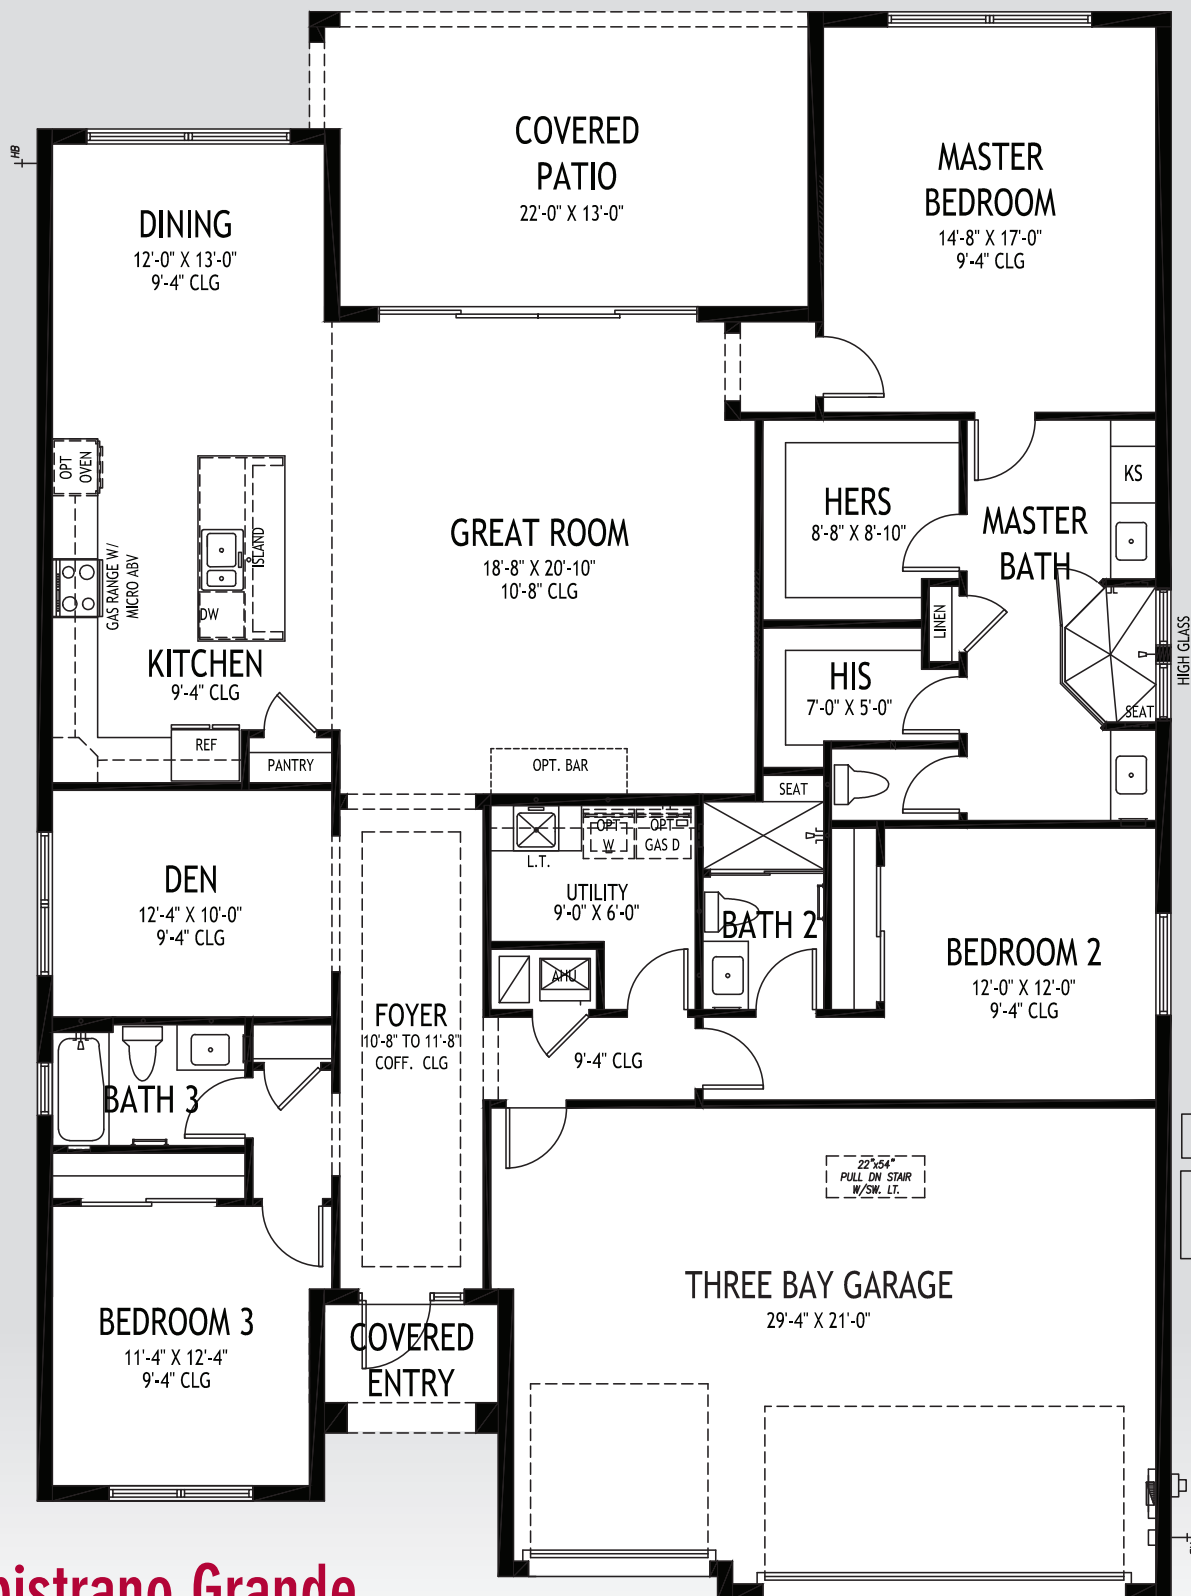 HB
COVERED
PATIO
22'-0" X 13'-0"
MASTER
BEDROOM
14'-8" X 17'-0"
9'-4" CLG
DINING
12'-0" X 13'-0"
9'-4" CLG
OPT
OVEN
GAS RANGE W/
MICRO ABV
ISLAND
DW
KITCHEN
9'-4" CLG
REF
PANTRY
GREAT ROOM
18'-8" X 20'-10"
10'-8" CLG
OPT. BAR
HERS
8'-8" X 8'-10"
MASTER
BATH
KS
LINEN
HIS
7'-0" X 5'-0"
SEAT
HIGH GLASS
SEAT
DEN
12'-4" X 10'-0"
9'-4" CLG
L.T.
OPT
W
OPT
GAS D
UTILITY
9'-0" X 6'-0"
AHU
BATH 2
BEDROOM 2
12'-0" X 12'-0"
9'-4" CLG
FOYER
10'-8" TO 11'-8"
COFF. CLG
9'-4" CLG
BATH 3
22"x54"
PULL DN STAIR
W/SW. LT.
THREE BAY GARAGE
29'-4" X 21'-0"
BEDROOM 3
11'-4" X 12'-4"
9'-4" CLG
COVERED
ENTRY
Grande